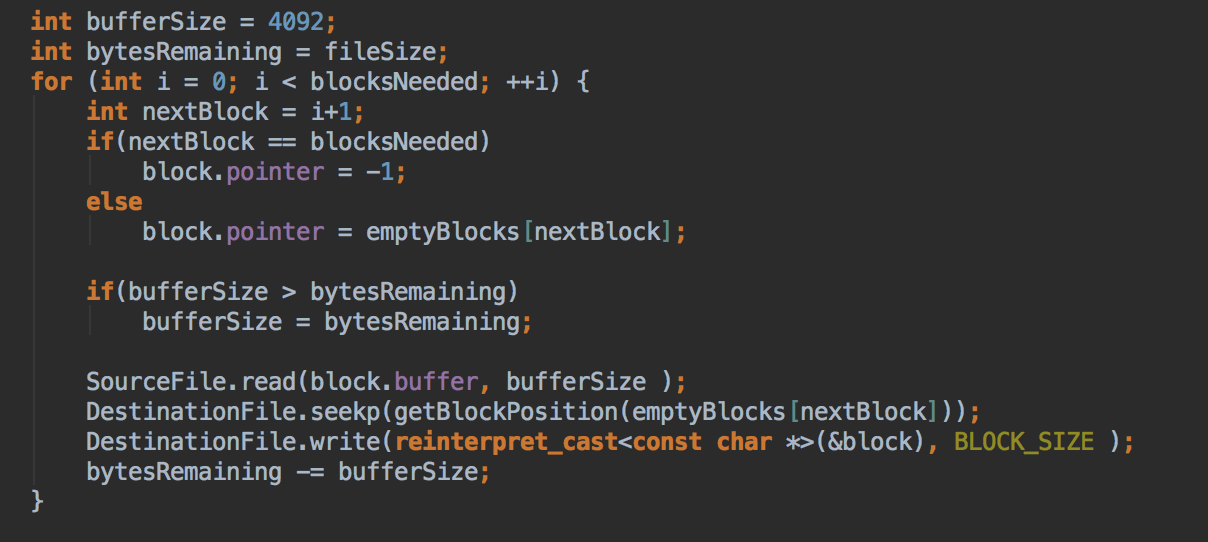 int bufferSize = 4092;
int bytesRemaining = fileSize;
for (int i = 0; i < blocksNeeded; ++i) {
    int nextBlock = i+1;
    if(nextBlock == blocksNeeded)
        block.pointer = -1;
    else
        block.pointer = emptyBlocks[nextBlock];

    if(bufferSize > bytesRemaining)
        bufferSize = bytesRemaining;

    SourceFile.read(block.buffer, bufferSize );
    DestinationFile.seekp(getBlockPosition(emptyBlocks[nextBlock]));
    DestinationFile.write(reinterpret_cast<const char *>(&block), BLOCK_SIZE );
    bytesRemaining -= bufferSize;
}